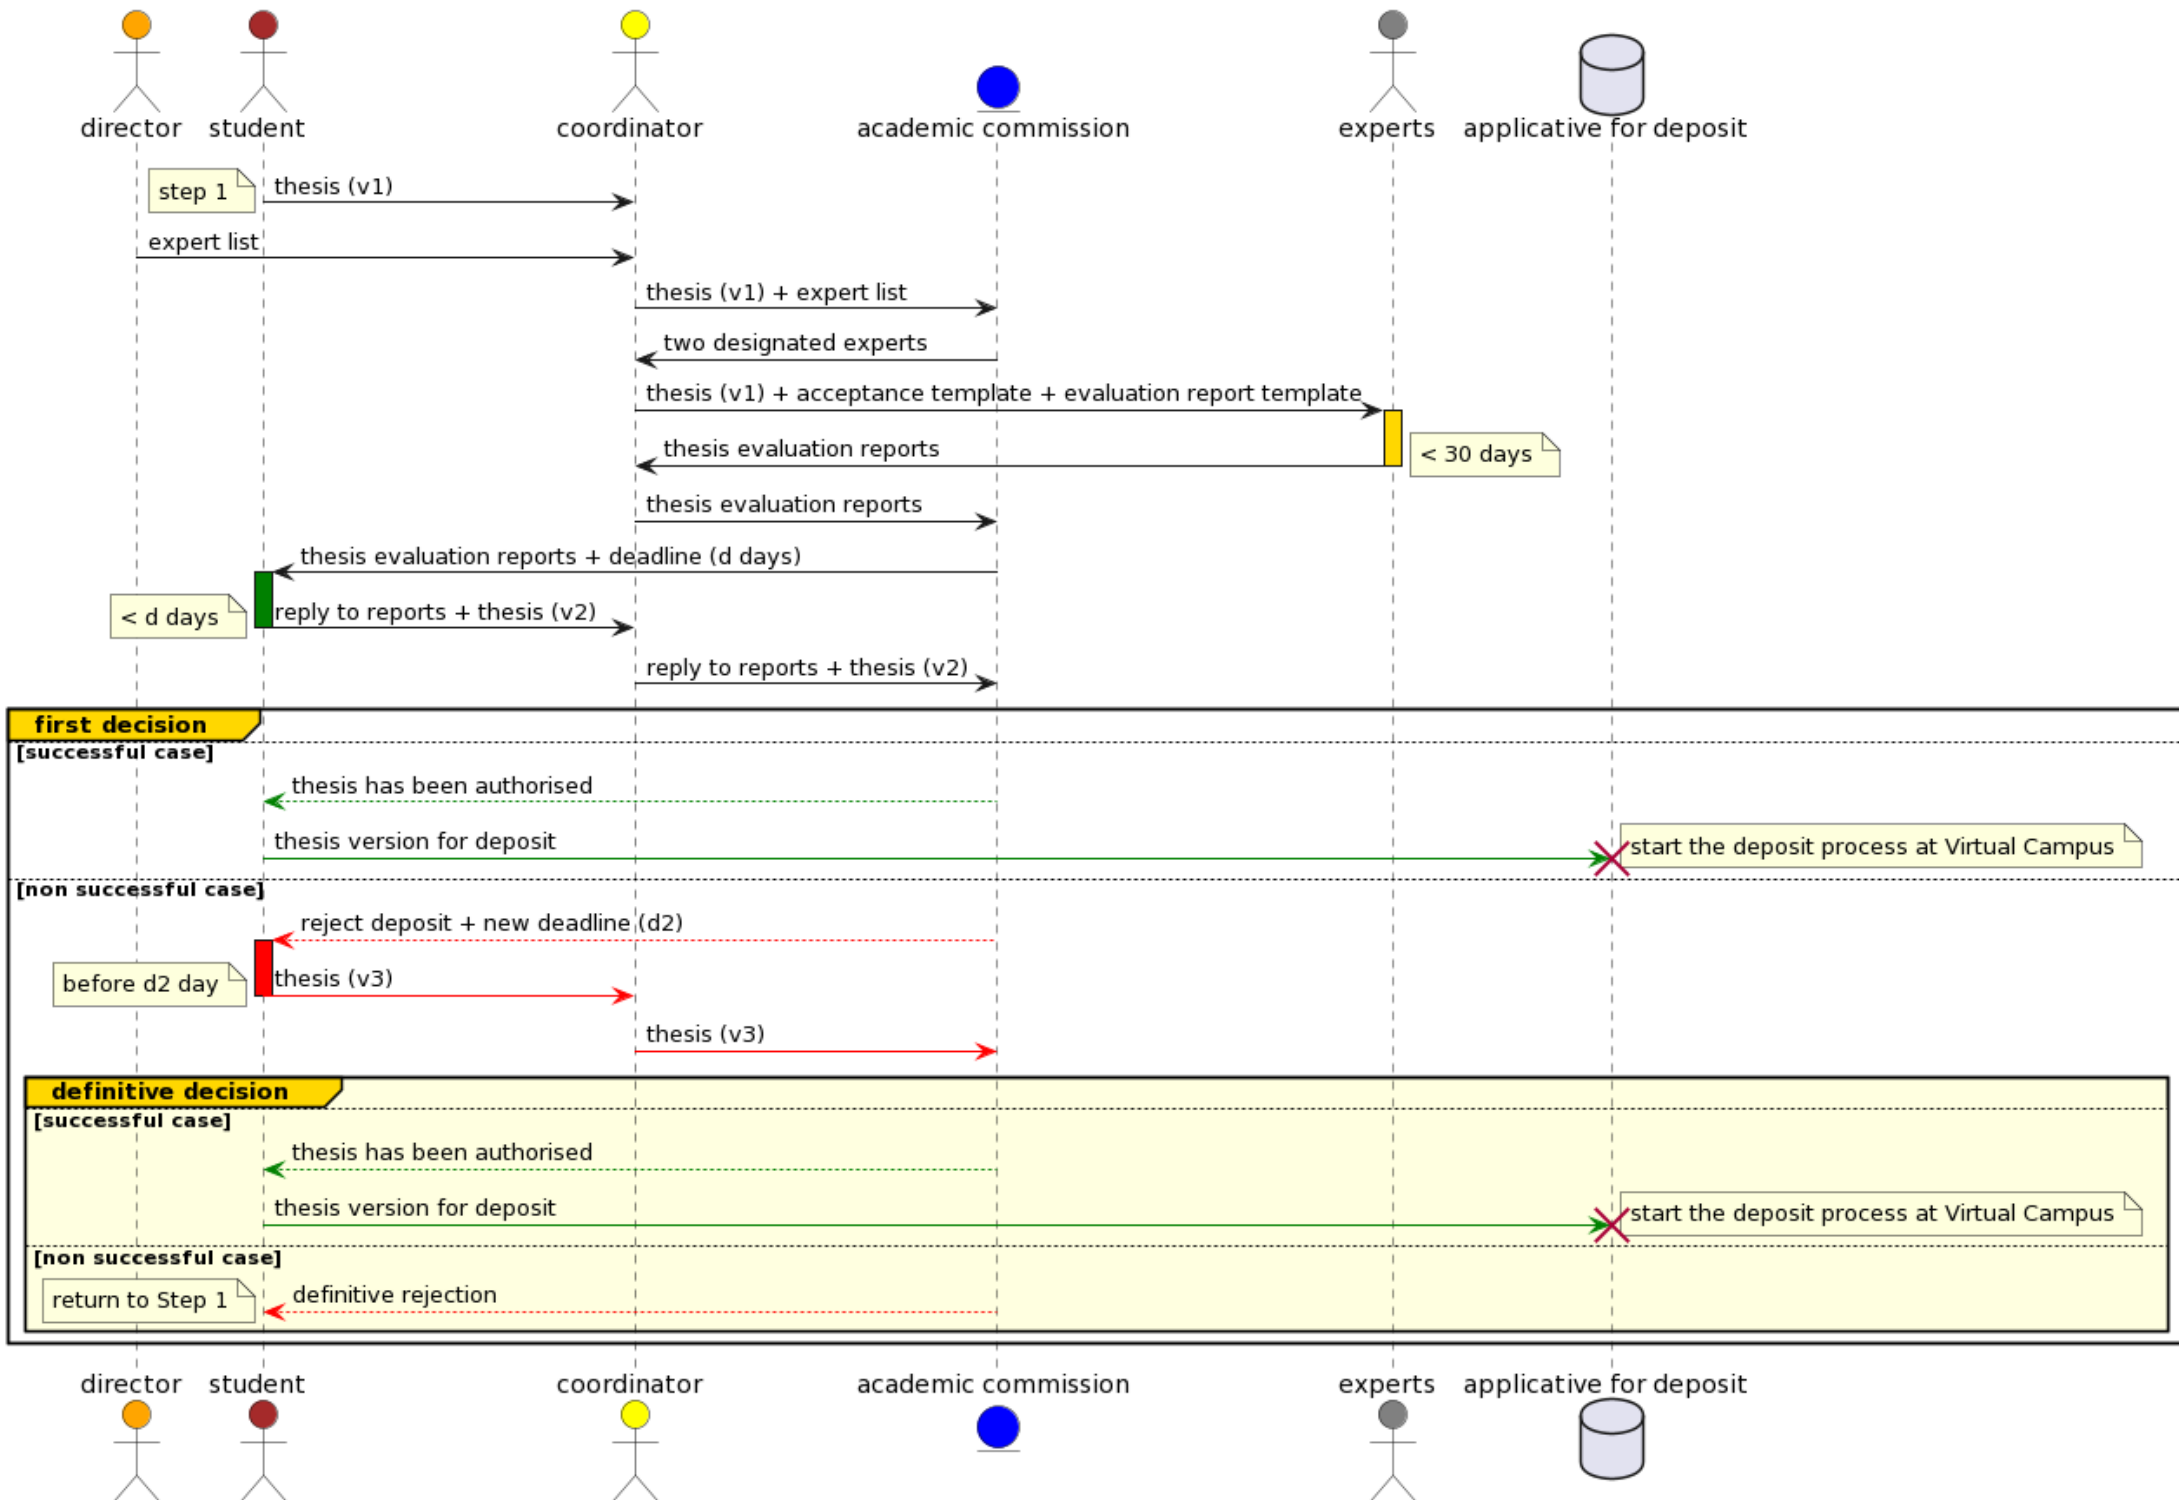 director student coordinator academic commission experts applicative for deposit
step 1
thesis (v1)
expert list
thesis (v1) + expert list
two designated experts
thesis (v1) + acceptance template + evaluation report template
thesis evaluation reports
< 30 days
thesis evaluation reports
thesis evaluation reports + deadline (d days)
< d days
reply to reports + thesis (v2)
reply to reports + thesis (v2)
first decision
[successful case]
thesis has been authorised
thesis version for deposit
start the deposit process at Virtual Campus
[non successful case]
reject deposit + new deadline (d2)
before d2 day
thesis (v3)
thesis (v3)
definitive decision
[successful case]
thesis has been authorised
thesis version for deposit
start the deposit process at Virtual Campus
[non successful case]
return to Step 1
definitive rejection
director student coordinator academic commission experts applicative for deposit